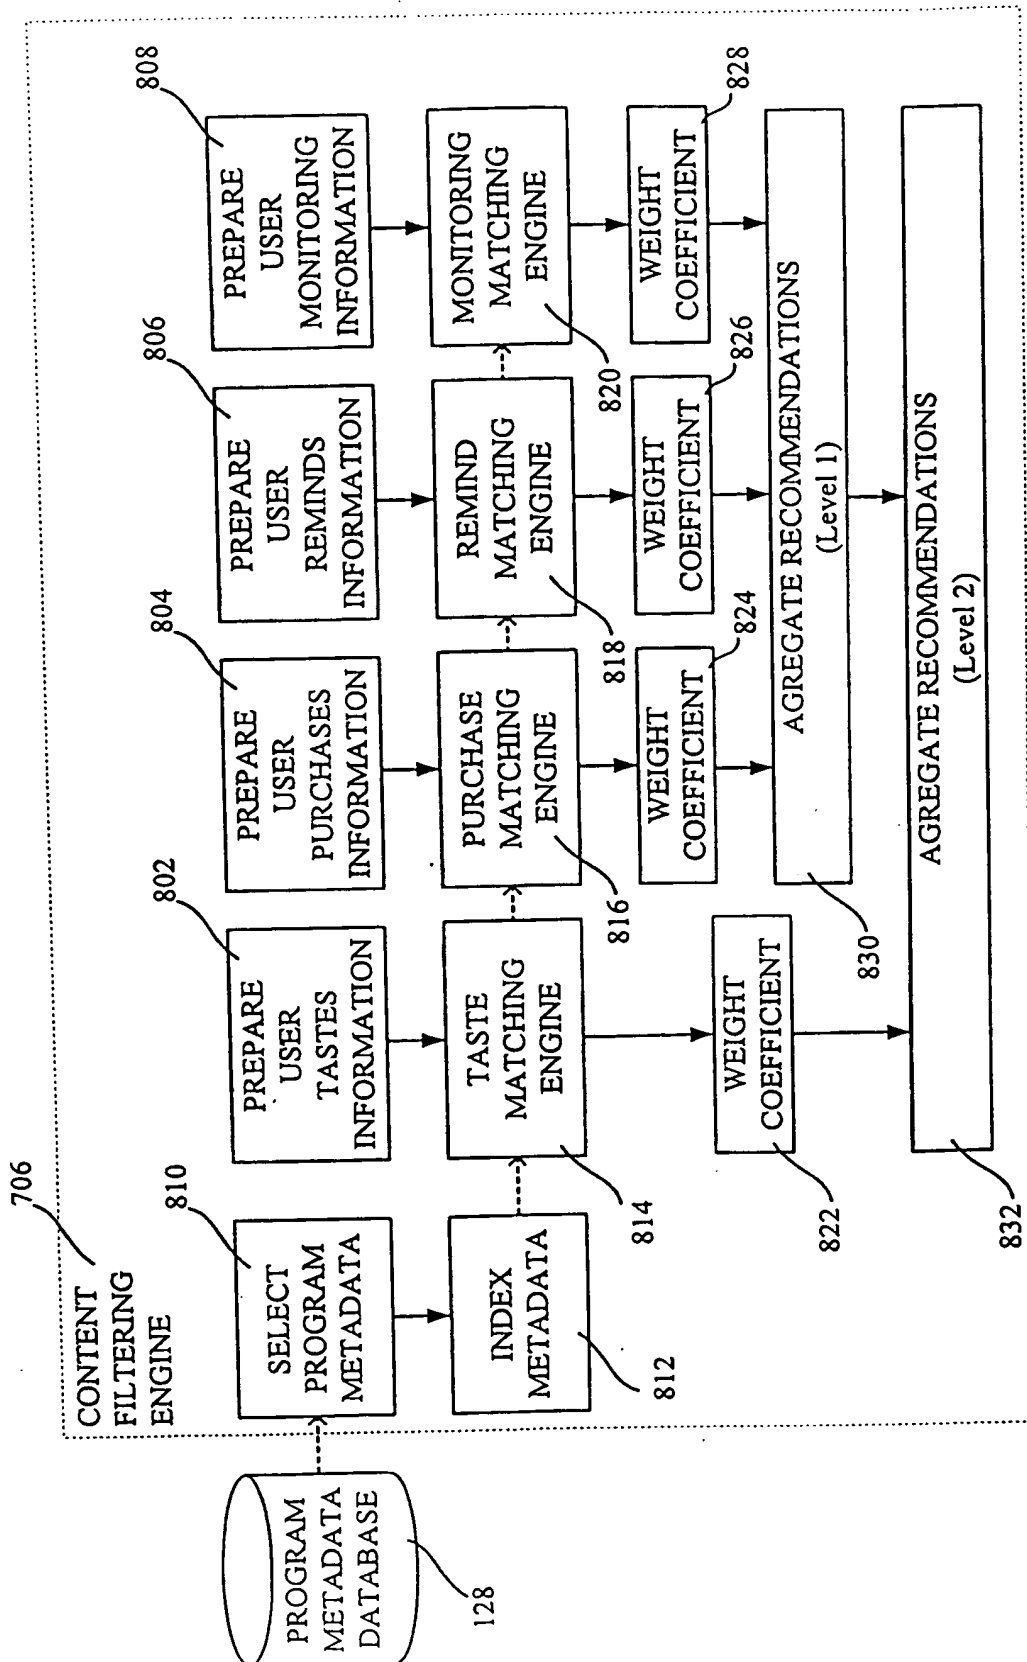 706
CONTENT
FILTERING
ENGINE
PROGRAM
METADATA
DATABASE
128
810
SELECT
PROGRAM
METADATA
INDEX
METADATA
812
802
PREPARE
USER
TASTES
INFORMATION
TASTE
MATCHING
ENGINE
814
WEIGHT
COEFFICIENT
822
804
PREPARE
USER
PURCHASES
INFORMATION
PURCHASE
MATCHING
ENGINE
816
WEIGHT
COEFFICIENT
824
806
PREPARE
USER
REMINDS
INFORMATION
REMIND
MATCHING
ENGINE
818
WEIGHT
COEFFICIENT
826
808
PREPARE
USER
MONITORING
INFORMATION
MONITORING
MATCHING
ENGINE
820
WEIGHT
COEFFICIENT
828
AGREGATE RECOMMENDATIONS
(Level 1)
830
AGREGATE RECOMMENDATIONS
(Level 2)
832